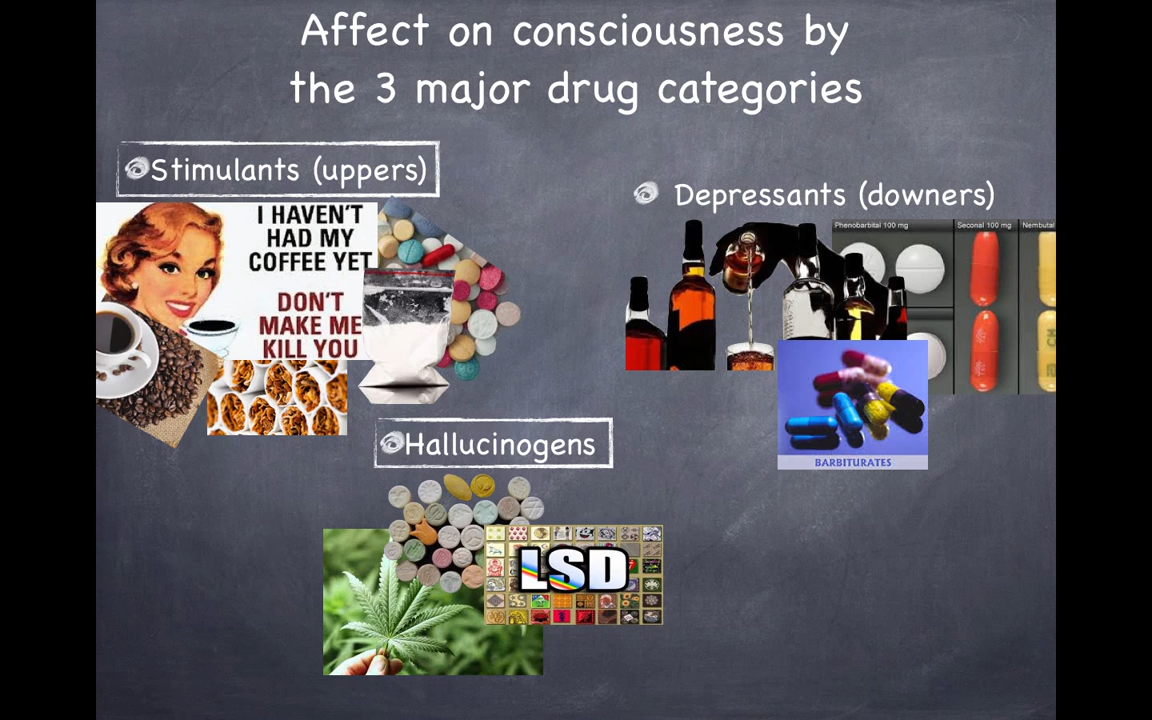 Affect on consciousness by
the 3 major drug categories
Stimulants (uppers)
Depressants (downers)
I HAVEN'T
HAD MY
COFFEE YET
DON'T
MAKE ME
KILL YOU
Phenobarbital 100 mg
Seconal 100 mg
Nembutal
BARBITURATES
Hallucinogens
LSD